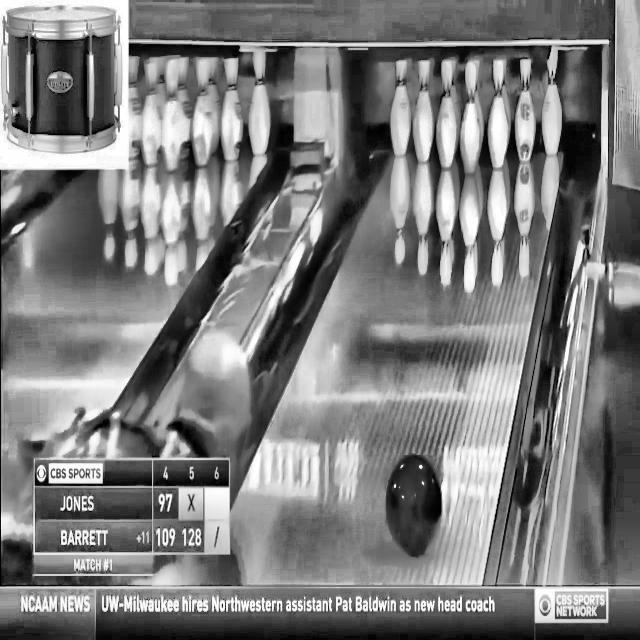 CBS SPORTS 4 5 6
JONES 97 X
BARRETT +11 109 128 /
MATCH #1
NCAAM NEWS UW-Milwaukee hires Northwestern assistant Pat Baldwin as new head coach CBS SPORTS NETWORK